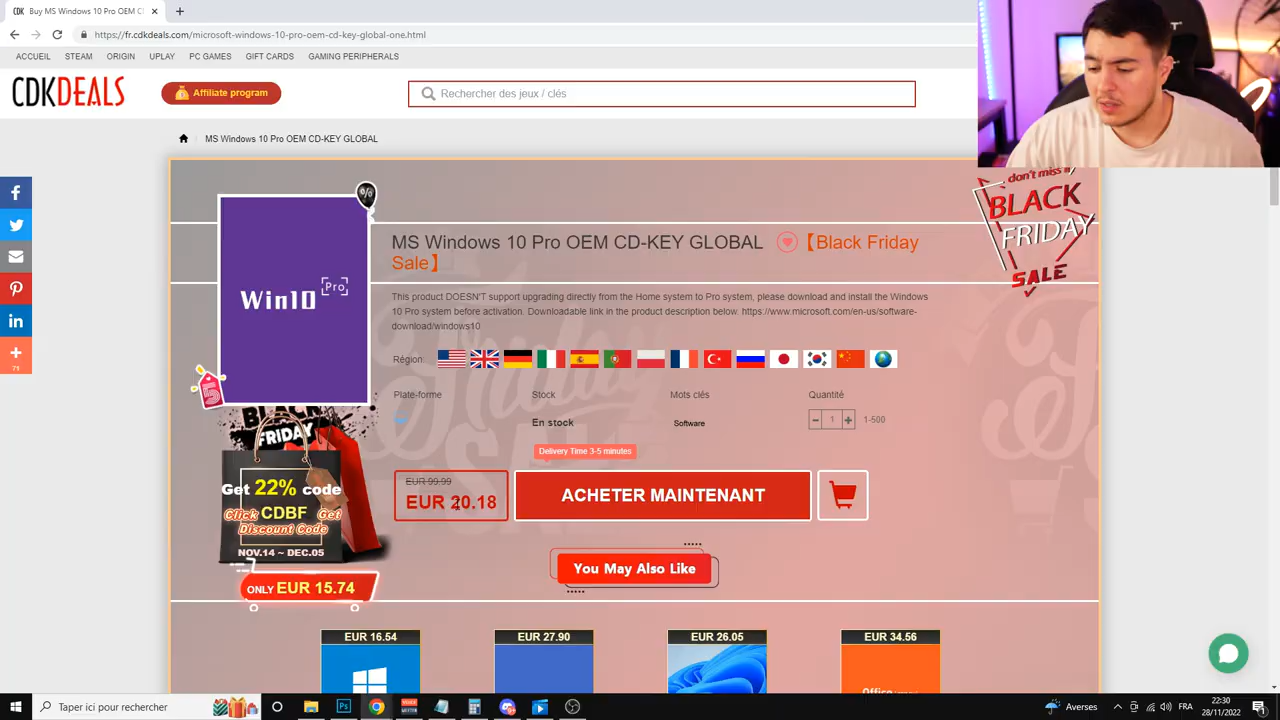 CDK Buy MS Windows 10 Pro OEM C
https://fr.cdkdeals.com/microsoft-windows-10-pro-oem-cd-key-global-one.html
ACCUEIL STEAM ORIGIN UPLAY PC GAMES GIFT CARDS GAMING PERIPHERALS
CDKDEALS
Affiliate program
Rechercher des jeux / clés
MS Windows 10 Pro OEM CD-KEY GLOBAL
%
don't miss it
BLACK
FRIDAY
SALE
MS Windows 10 Pro OEM CD-KEY GLOBAL 【Black Friday
Sale】
Win10 Pro
This product DOESN'T support upgrading directly from the Home system to Pro system, please download and install the Windows
10 Pro system before activation. Downloadable link in the product description below: https://www.microsoft.com/en-us/software-
download/windows10
Région:
71
Plate-forme Stock Mots clés Quantité
En stock Software 1 1-500
Delivery Time 3-5 minutes
BLACK
FRIDAY
Get 22% code
Click CDBF Get
Discount Code
NOV.14 ~ DEC.05
ONLY EUR 15.74
EUR 99.99
EUR 20.18
ACHETER MAINTENANT
You May Also Like
EUR 16.54 EUR 27.90 EUR 26.05 EUR 34.56
Office
Taper ici pour rechercher
Averses
FRA
22:30
28/11/2022